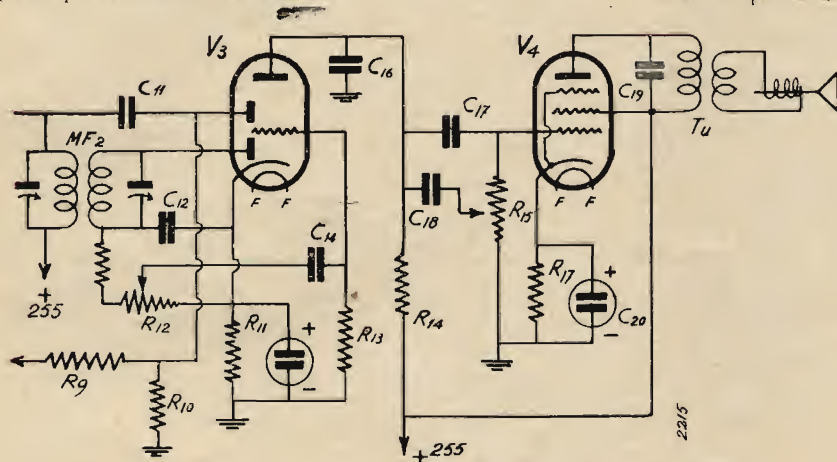 V3
V4
C11
C16
C17
C19
MF2
Tu
C12
F F
C14
C18
R15
F F
+
255
R12
R11
+
-
R13
R14
R17
+
C20
-
R9
R10
+255
2215